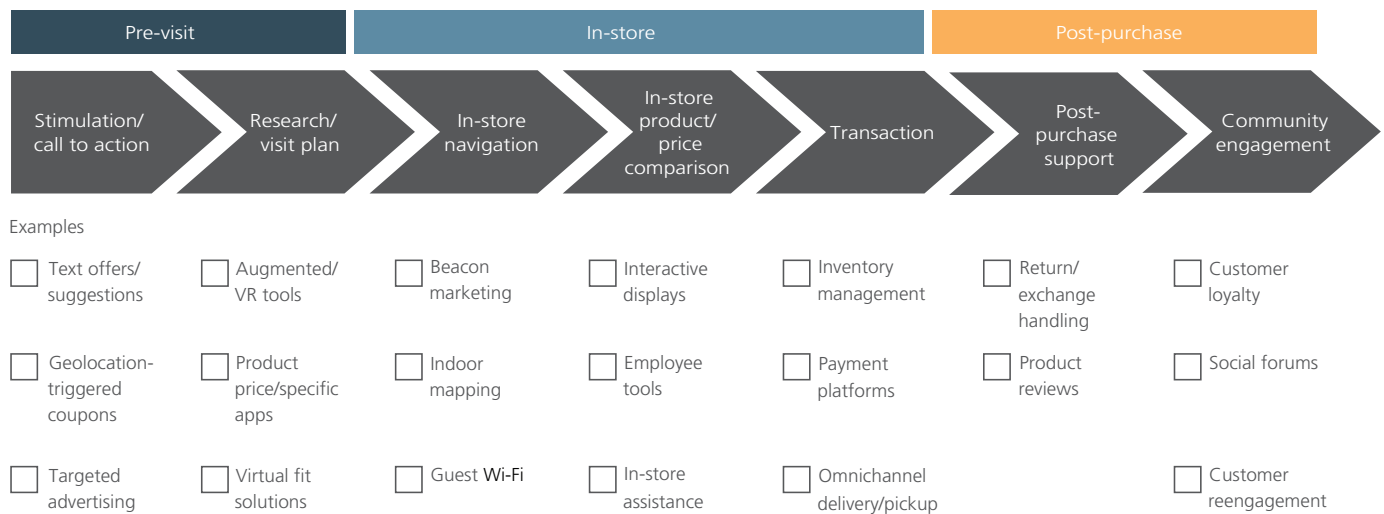 Pre-visit
In-store
Post-purchase
Stimulation/
call to action
Research/
visit plan
In-store
navigation
In-store
product/
price
comparison
Transaction
Post-
purchase
support
Community
engagement
Examples
Text offers/
suggestions
Augmented/
VR tools
Beacon
marketing
Interactive
displays
Inventory
management
Return/
exchange
handling
Customer
loyalty
Geolocation-
triggered
coupons
Product
price/specific
apps
Indoor
mapping
Employee
tools
Payment
platforms
Product
reviews
Social forums
Targeted
advertising
Virtual fit
solutions
Guest Wi-Fi
In-store
assistance
Omnichannel
delivery/pickup
Customer
reengagement